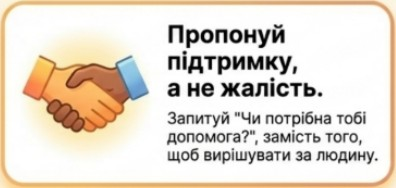 Пропонуй
підтримку,
а не жалість.
Запитуй "Чи потрібна тобі
допомога?", замість того,
щоб вирішувати за людину.